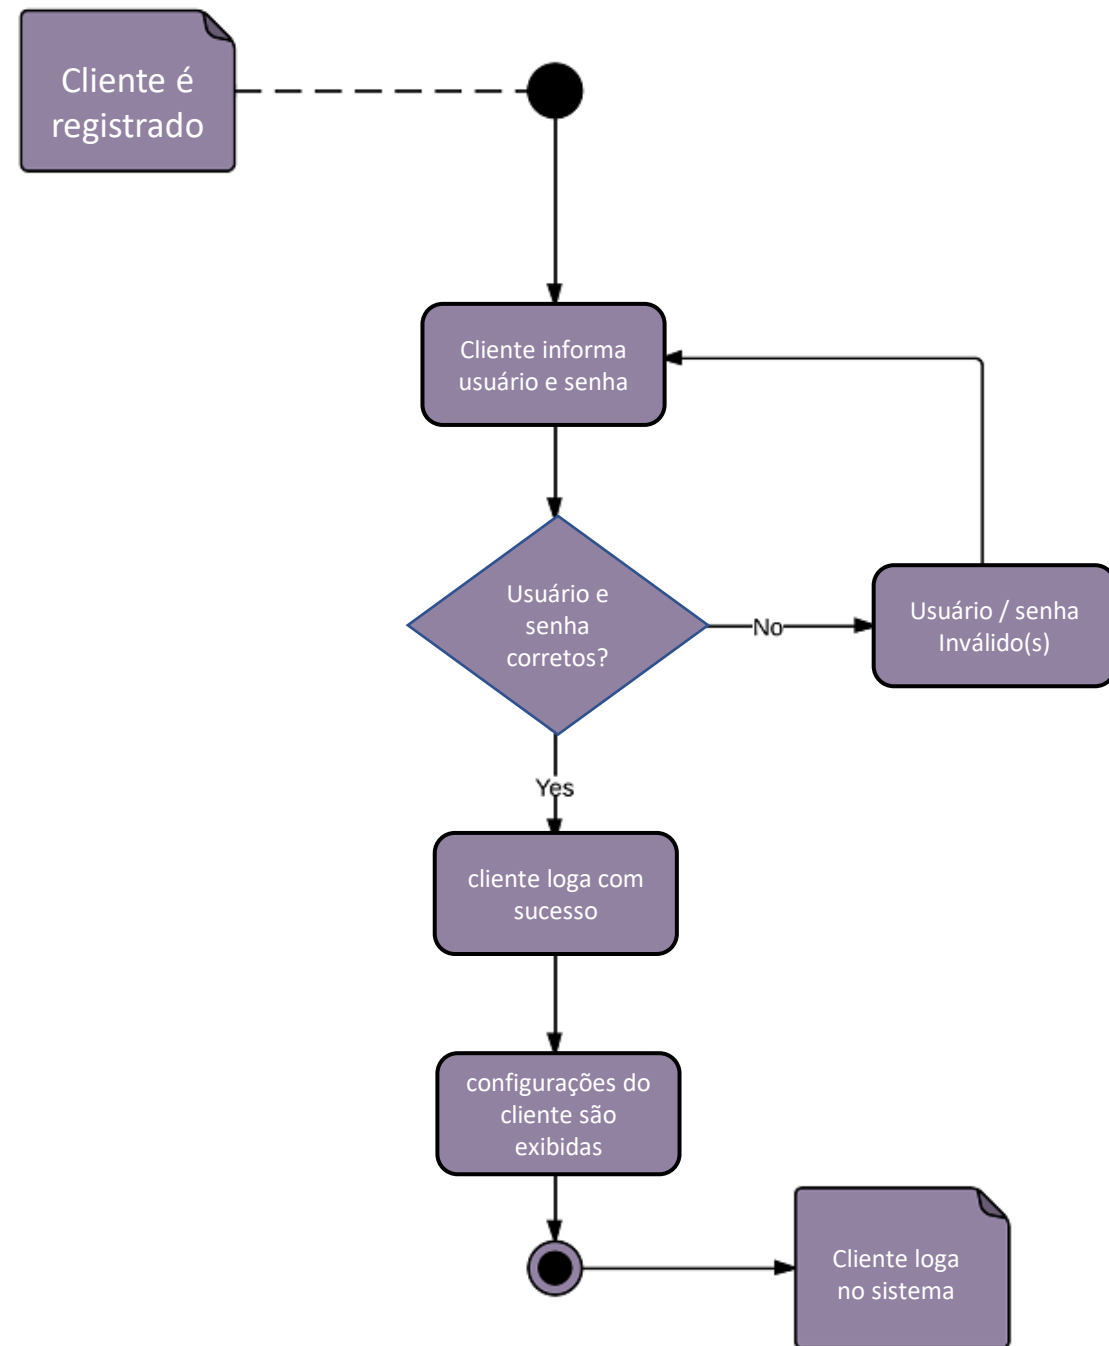 Cliente é
registrado
Cliente informa
usuário e senha
Usuário e
senha
corretos?
No
Usuário / senha
Inválido(s)
Yes
cliente loga com
sucesso
configurações do
cliente são
exibidas
Cliente loga
no sistema